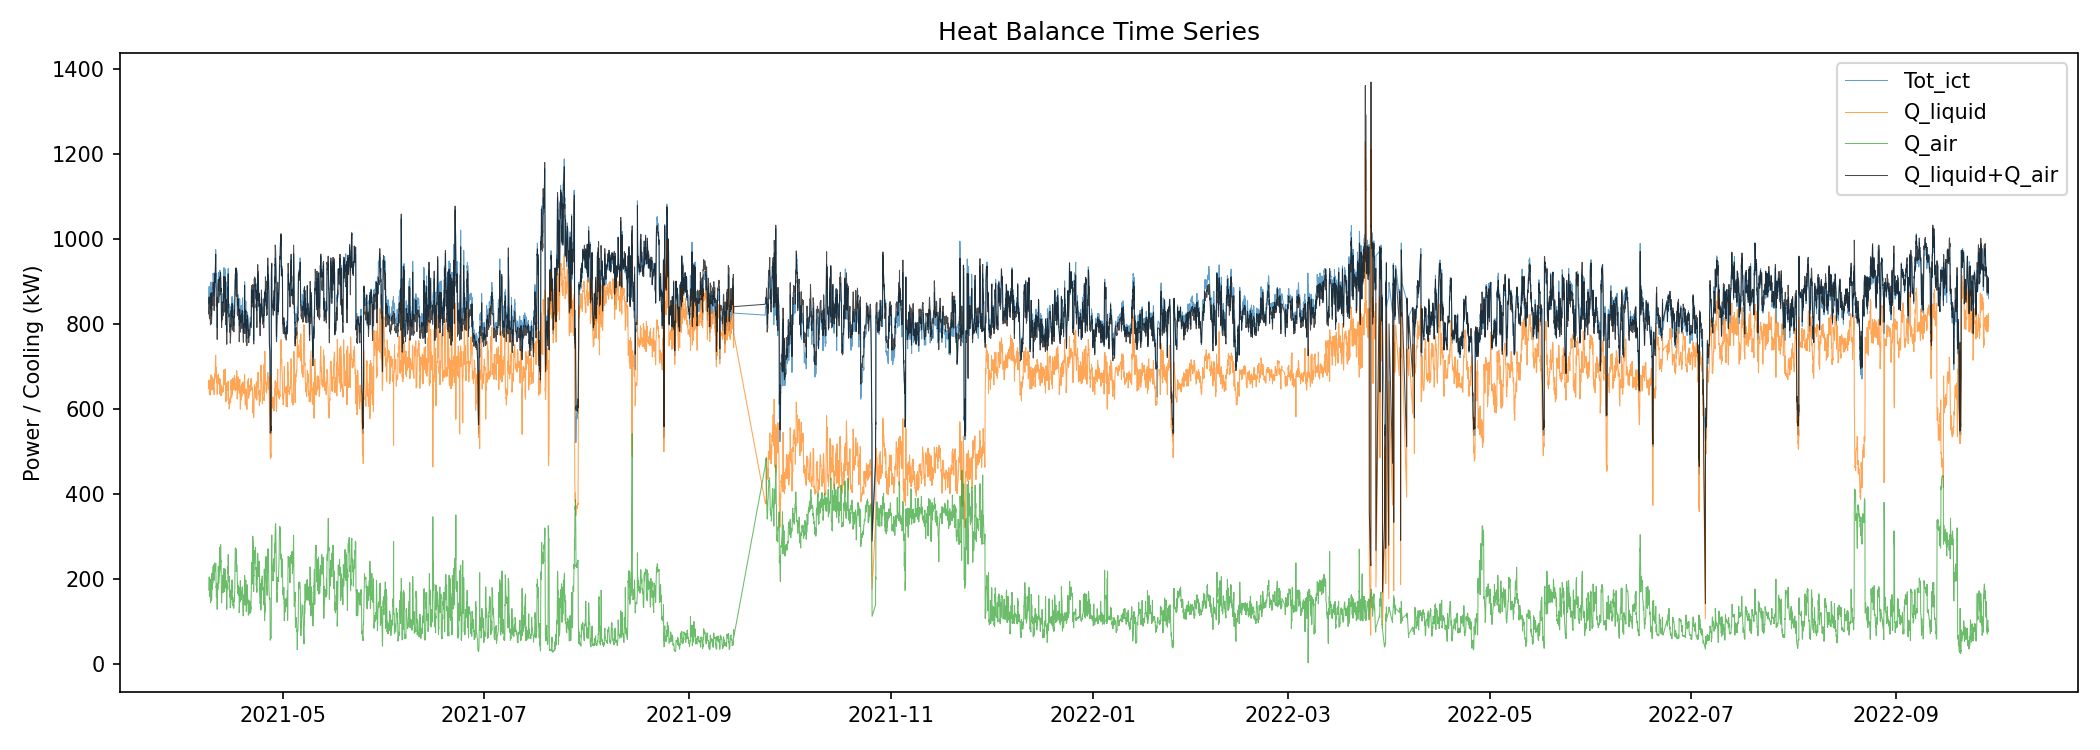 Heat Balance Time Series
Power / Cooling (kW)
1400
1200
1000
800
600
400
200
0
Tot_ict
Q_liquid
Q_air
Q_liquid+Q_air
2021-05
2021-07
2021-09
2021-11
2022-01
2022-03
2022-05
2022-07
2022-09